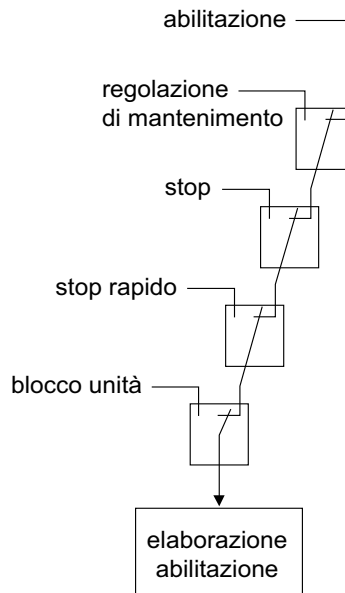 abilitazione
regolazione
di mantenimento
stop
stop rapido
blocco unità
elaborazione
abilitazione